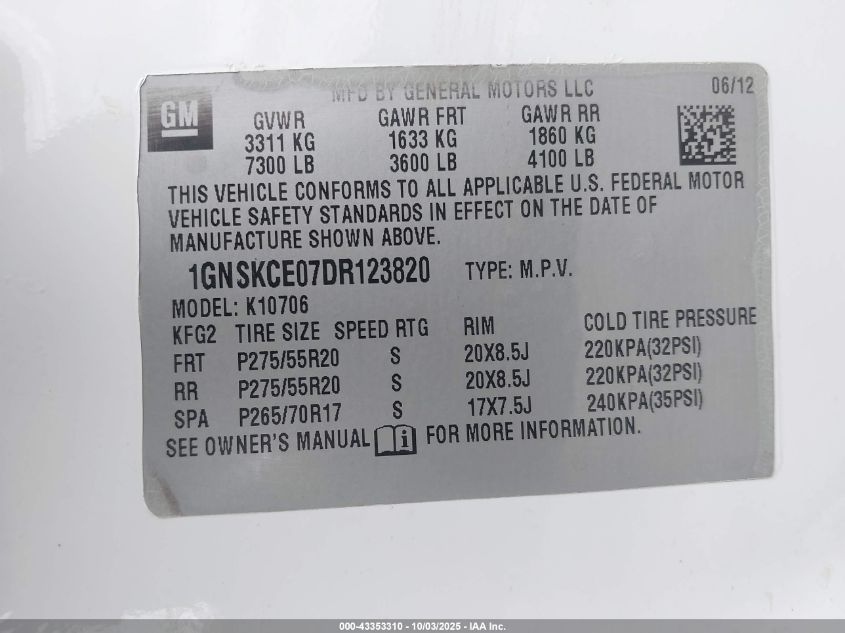 MFD BY GENERAL MOTORS LLC 06/12
GM
GVWR GAWR FRT GAWR RR
3311 KG 1633 KG 1860 KG
7300 LB 3600 LB 4100 LB
THIS VEHICLE CONFORMS TO ALL APPLICABLE U.S. FEDERAL MOTOR
VEHICLE SAFETY STANDARDS IN EFFECT ON THE DATE OF
MANUFACTURE SHOWN ABOVE.
1GNSKCE07DR123820 TYPE: M.P.V.
MODEL: K10706
KFG2 TIRE SIZE SPEED RTG RIM COLD TIRE PRESSURE
FRT P275/55R20 S 20X8.5J 220KPA(32PSI)
RR P275/55R20 S 20X8.5J 220KPA(32PSI)
SPA P265/70R17 S 17X7.5J 240KPA(35PSI)
SEE OWNER'S MANUAL i FOR MORE INFORMATION.
000-43353310 - 10/03/2025 - IAA Inc.